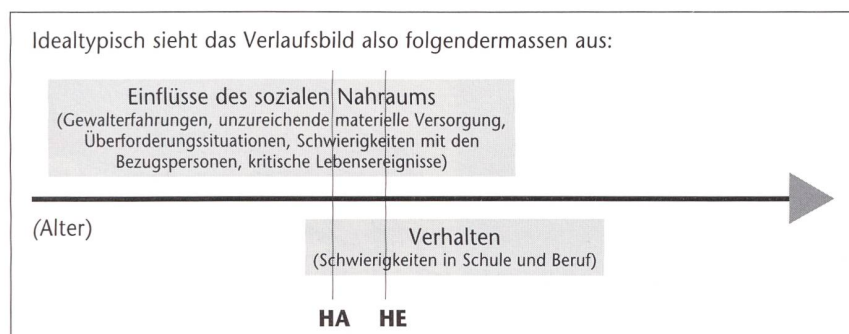 Idealtypisch sieht das Verlaufsbild also folgendermassen aus:
Einflüsse des sozialen Nahraums
(Gewalterfahrungen, unzureichende materielle Versorgung,
Überforderungssituationen, Schwierigkeiten mit den
Bezugspersonen, kritische Lebensereignisse)
(Alter)
Verhalten
(Schwierigkeiten in Schule und Beruf)
HA HE